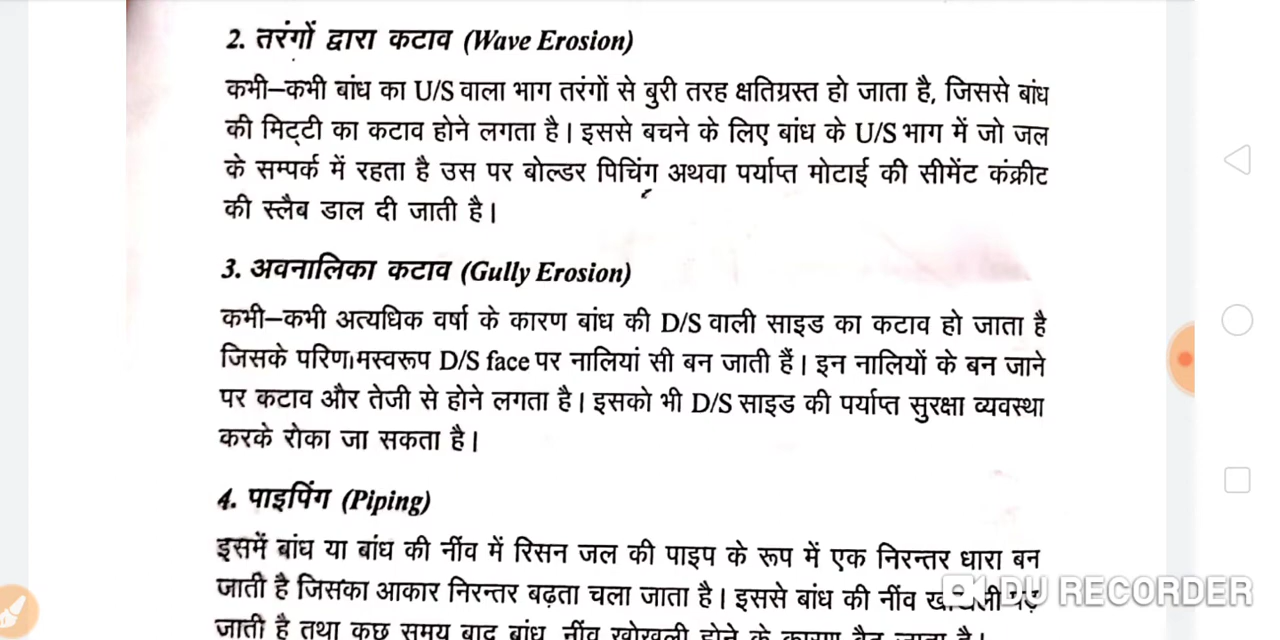 2. तरंगों द्वारा कटाव (Wave Erosion)
कभी–कभी बांध का U/S वाला भाग तरंगों से बुरी तरह क्षतिग्रस्त हो जाता है, जिससे बांध
की मिट्टी का कटाव होने लगता है। इससे बचने के लिए बांध के U/S भाग में जो जल
के सम्पर्क में रहता है उस पर बोल्डर पिचिंग अथवा पर्याप्त मोटाई की सीमेंट कंक्रीट
की स्लैब डाल दी जाती है।
3. अवनालिका कटाव (Gully Erosion)
कभी–कभी अत्यधिक वर्षा के कारण बांध की D/S वाली साइड का कटाव हो जाता है
जिसके परिणामस्वरूप D/S face पर नालियां सी बन जाती हैं। इन नालियों के बन जाने
पर कटाव और तेजी से होने लगता है। इसको भी D/S साइड की पर्याप्त सुरक्षा व्यवस्था
करके रोका जा सकता है।
4. पाइपिंग (Piping)
इसमें बांध या बांध की नींव में रिसन जल की पाइप के रूप में एक निरन्तर धारा बन
जाती है जिसका आकार निरन्तर बढ़ता चला जाता है। इससे बांध की नींव
DU RECORDER
जाती है तथा कुछ समय बाद बांध, नींव खोखली होने के कारण बैठ जाता है।